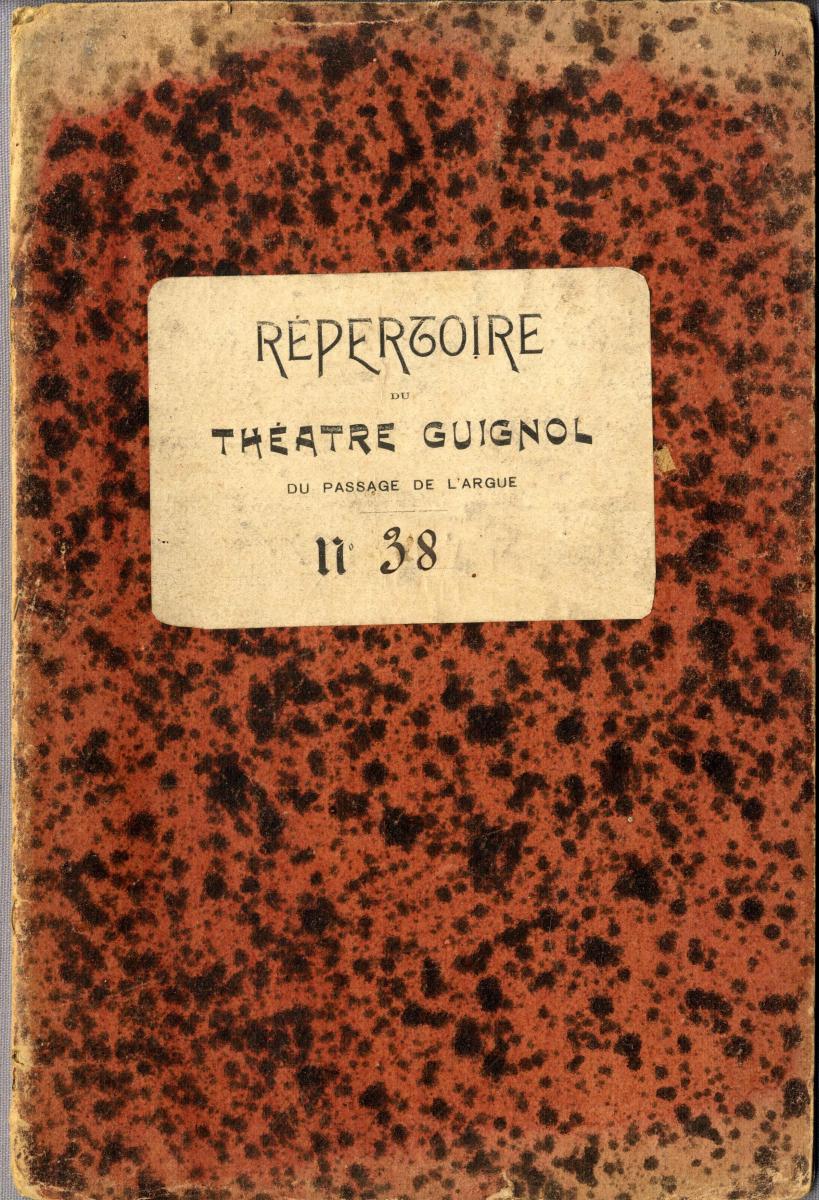 RÉPERTOIRE
DU
THÉATRE GUIGNOL
DU PASSAGE DE L'ARGUE
N° 38